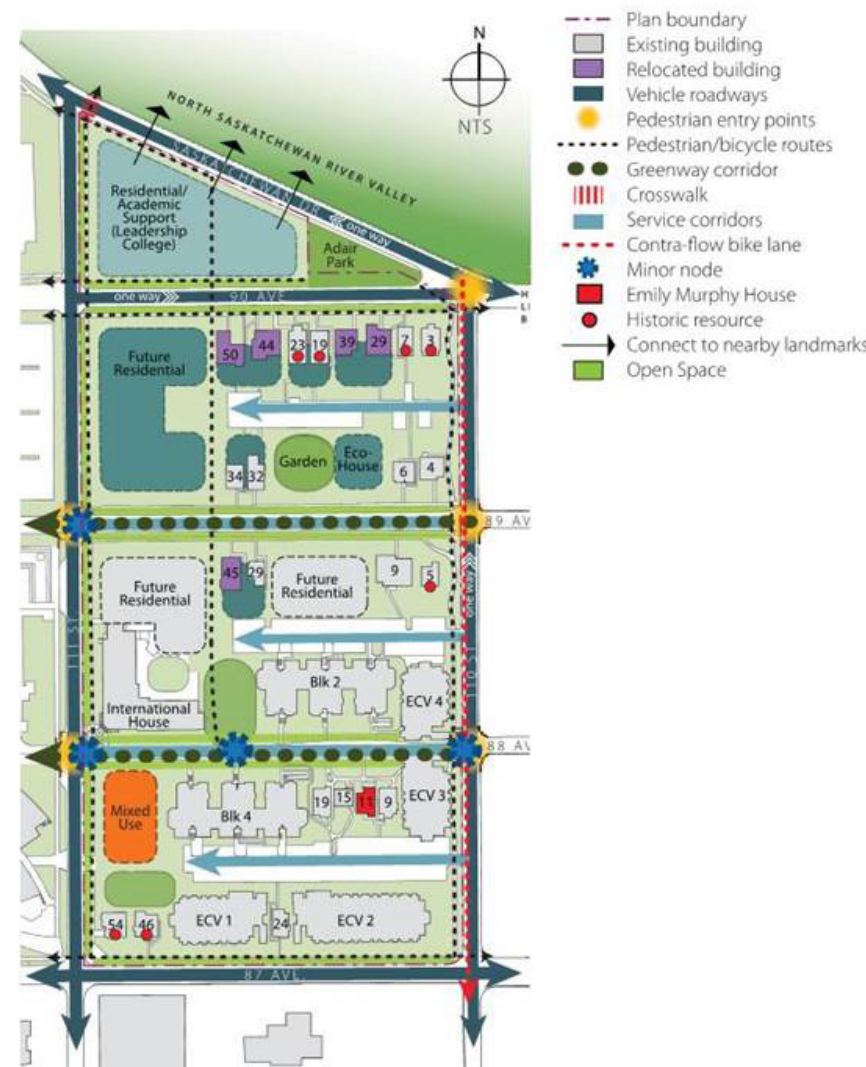 N
NTS
Plan boundary
Existing building
Relocated building
Vehicle roadways
Pedestrian entry points
Pedestrian/bicycle routes
Greenway corridor
Crosswalk
Service corridors
Contra-flow bike lane
Minor node
Emily Murphy House
Historic resource
Connect to nearby landmarks
Open Space
NORTH SASKATCHEWAN RIVER VALLEY
SASKATCHEWAN DR
one way
Residential/
Academic
Support
(Leadership
College)
Adair
Park
one way
90 AVE
H
L
B
Future
Residential
50
44
23
19
39
29
7
3
34
32
Garden
Eco-
House
6
4
89 AV
Future
Residential
45
29
Future
Residential
9
5
one way
111 ST
110 ST
International
House
Blk 2
ECV 4
88 AV
Mixed
Use
Blk 4
19
15
11
9
ECV 3
54
46
ECV 1
24
ECV 2
87 AVE.